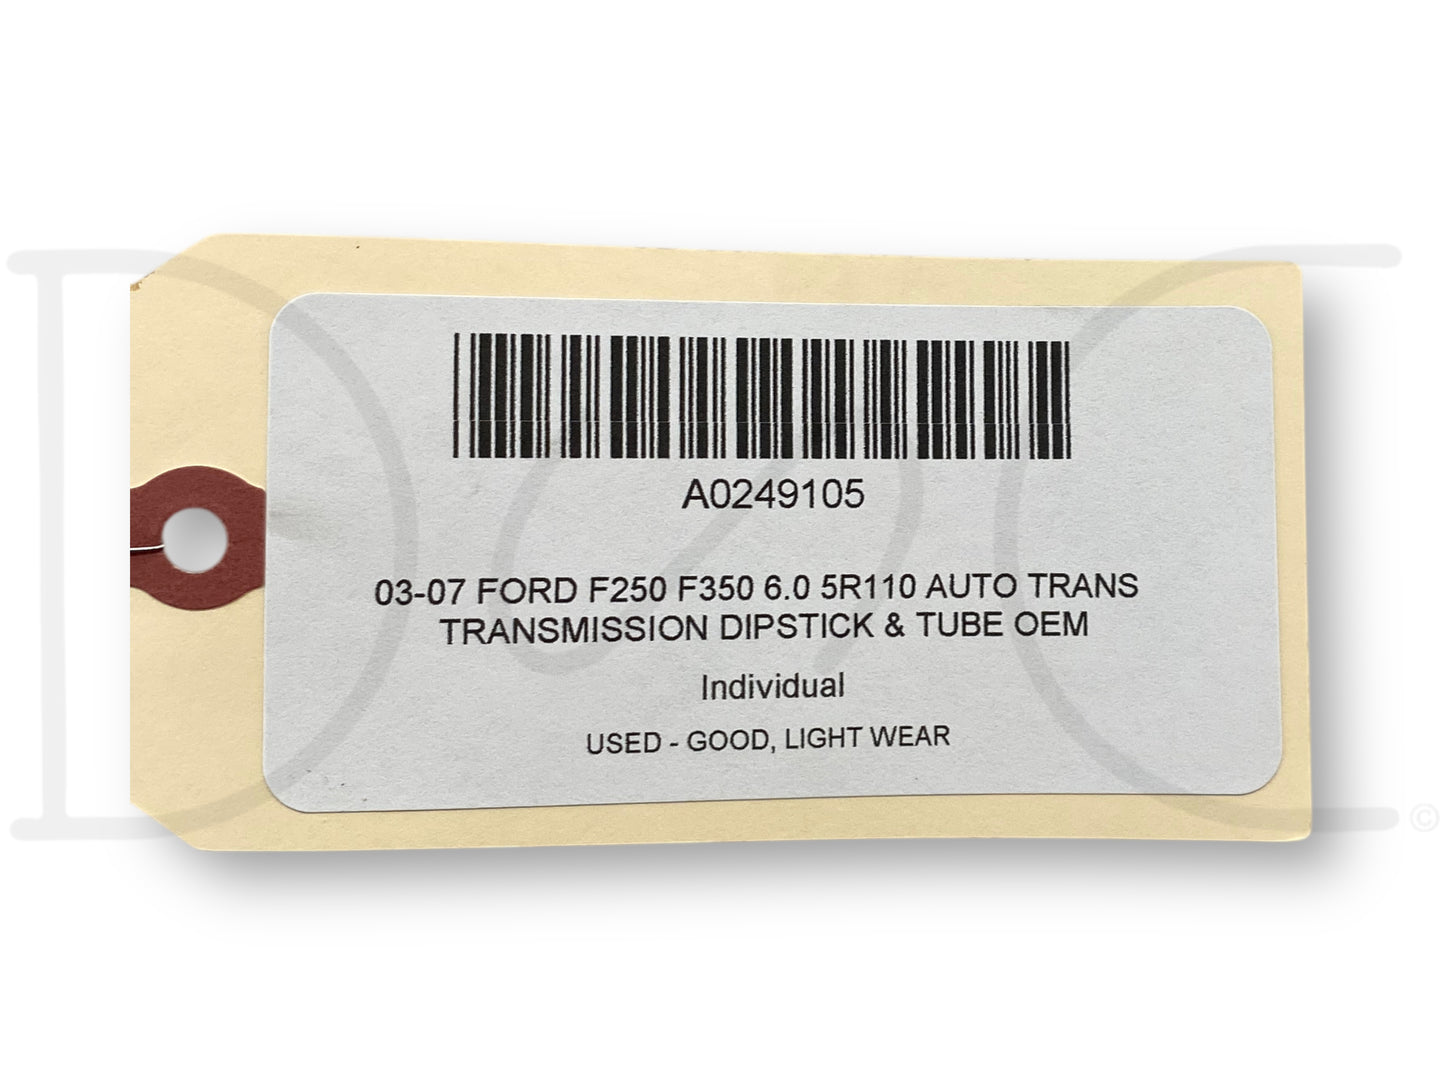 A0249105
03-07 FORD F250 F350 6.0 5R110 AUTO TRANS
TRANSMISSION DIPSTICK & TUBE OEM
Individual
USED - GOOD, LIGHT WEAR
©